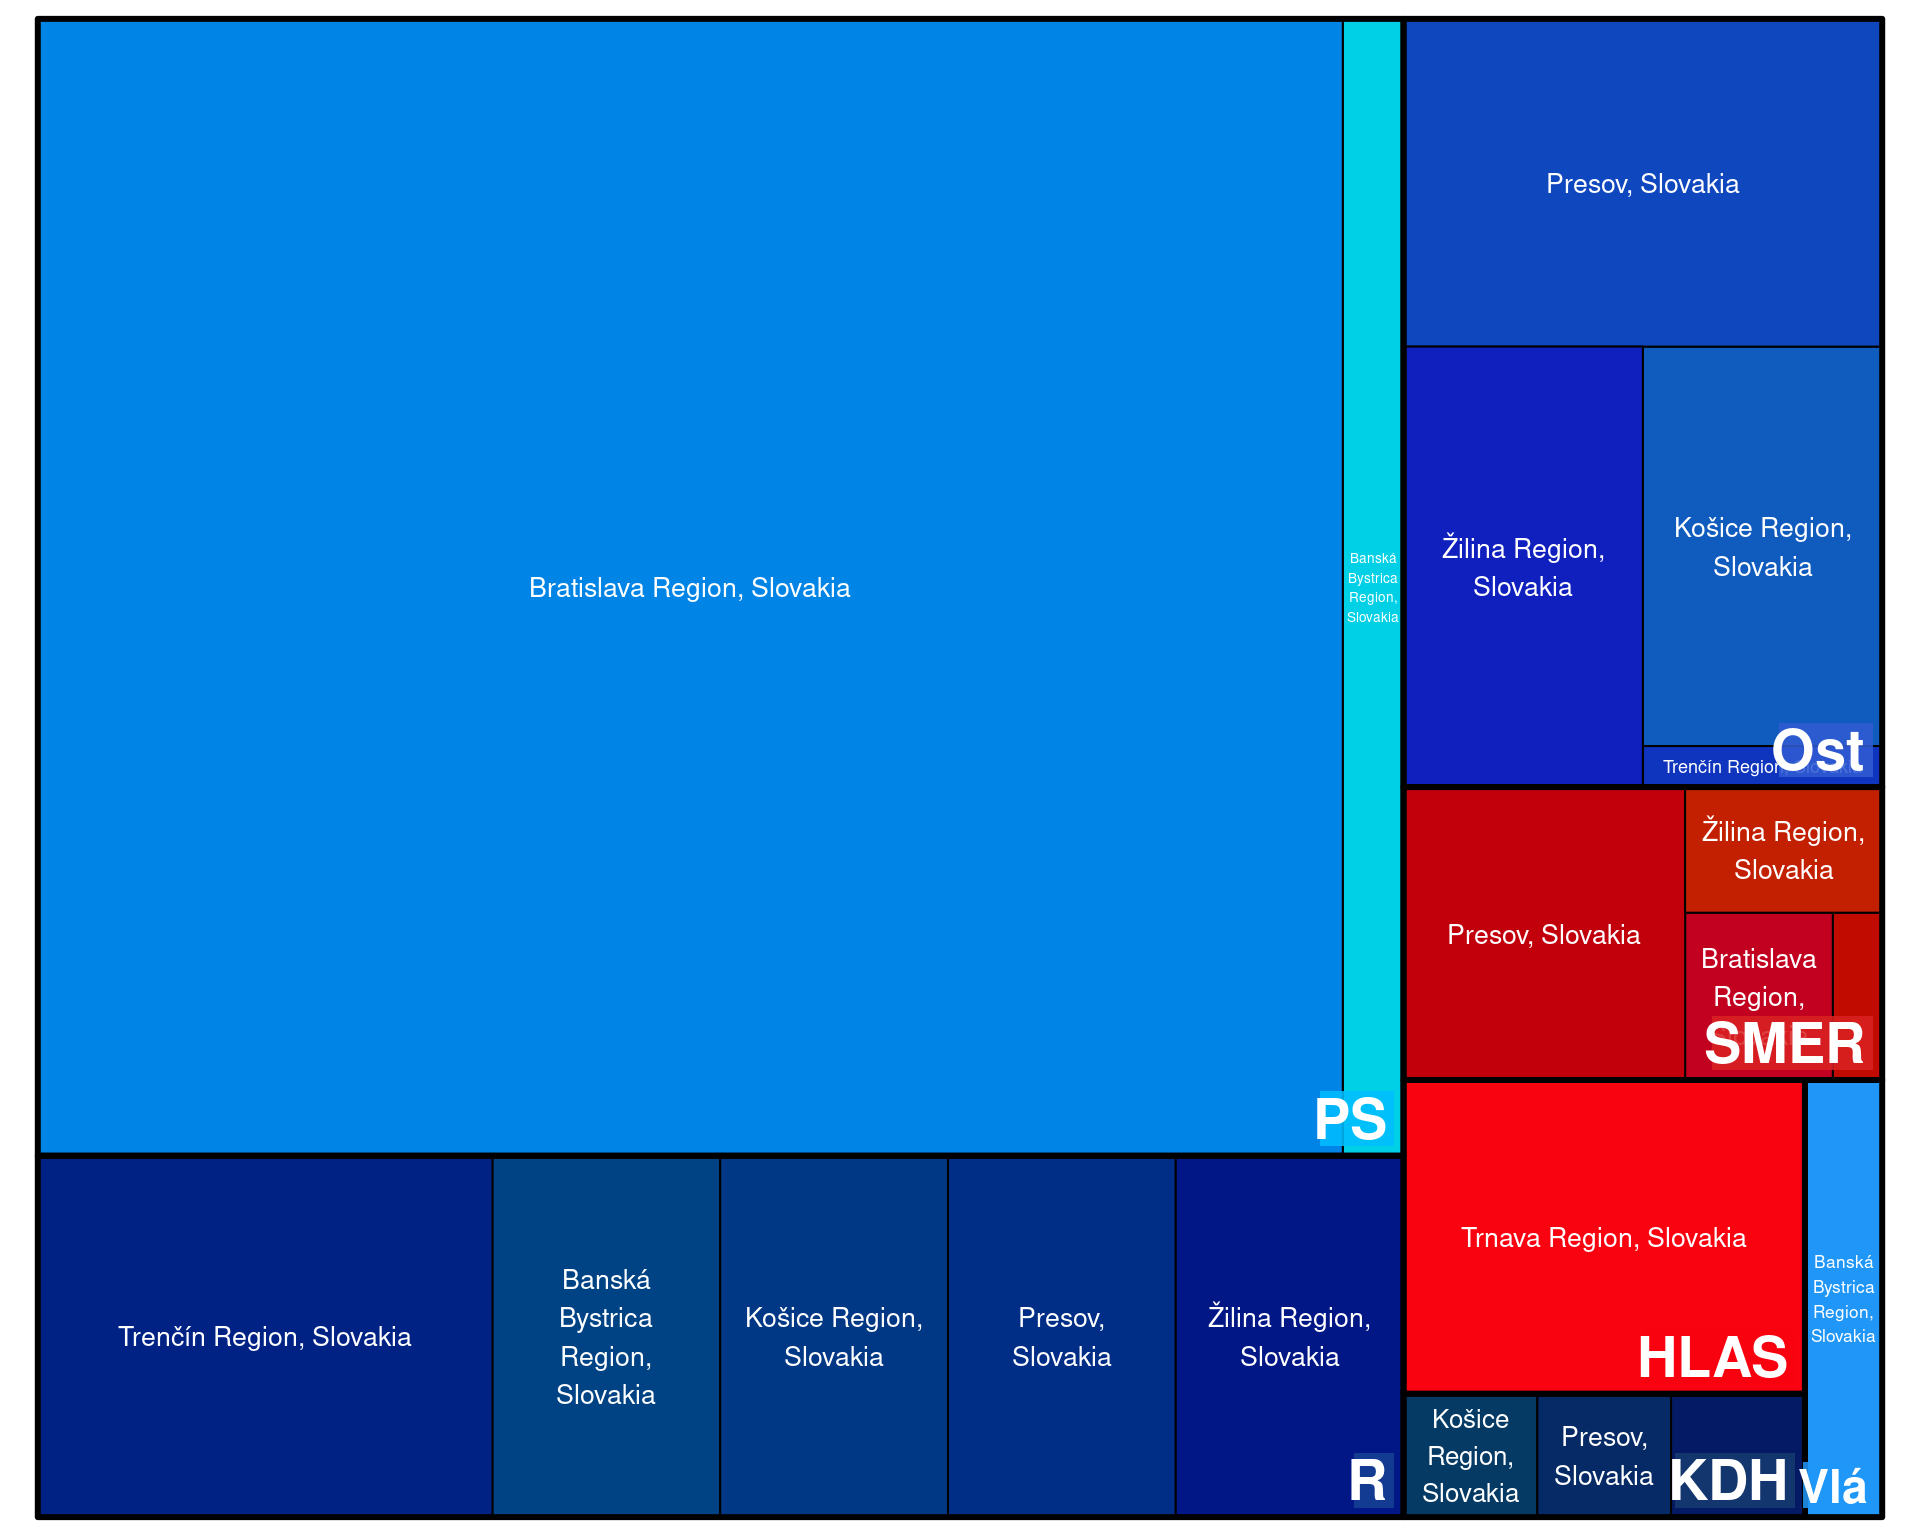 Bratislava Region, Slovakia
Banská
Bystrica
Region,
Slovakia
PS
Presov, Slovakia
Žilina Region,
Slovakia
Košice Region,
Slovakia
Trenčín Region, Slovakia
Ost
Presov, Slovakia
Žilina Region,
Slovakia
Bratislava
Region,
SMER
Trnava Region, Slovakia
HLAS
Banská
Bystrica
Region,
Slovakia
Vlá
Trenčín Region, Slovakia
Banská
Bystrica
Region,
Slovakia
Košice Region,
Slovakia
Presov,
Slovakia
Žilina Region,
Slovakia
R
Košice
Region,
Slovakia
Presov,
Slovakia
KDH